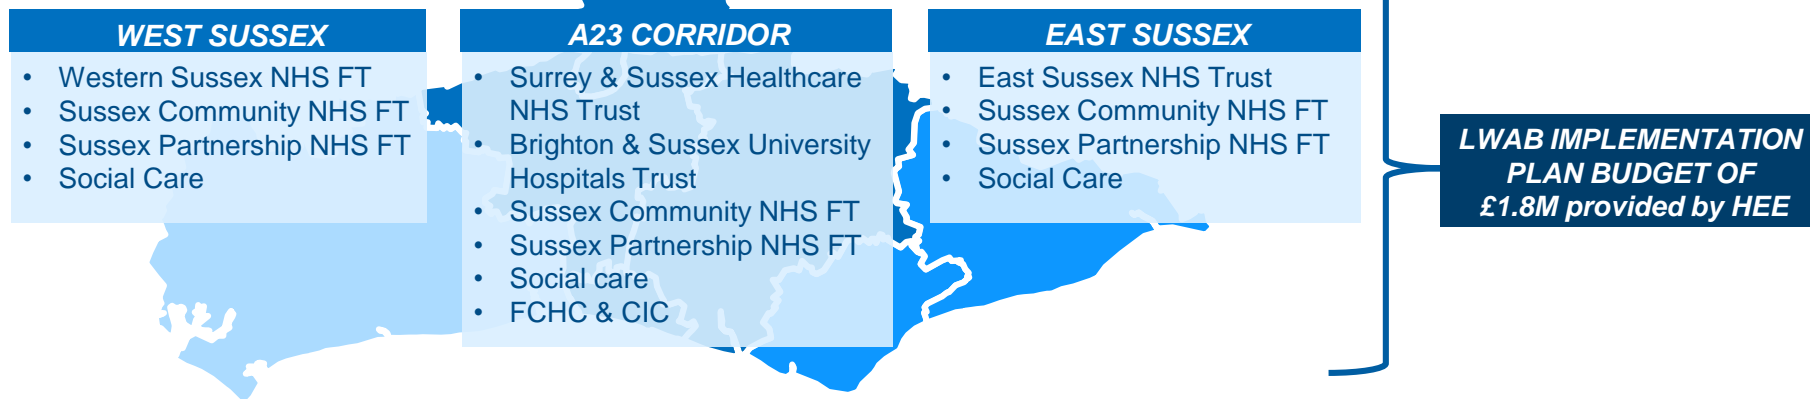 WEST SUSSEX
• Western Sussex NHS FT
• Sussex Community NHS FT
• Sussex Partnership NHS FT
• Social Care
A23 CORRIDOR
• Surrey & Sussex Healthcare
NHS Trust
• Brighton & Sussex University
Hospitals Trust
• Sussex Community NHS FT
• Sussex Partnership NHS FT
• Social care
• FCHC & CIC
EAST SUSSEX
• East Sussex NHS Trust
• Sussex Community NHS FT
• Sussex Partnership NHS FT
• Social Care
LWAB IMPLEMENTATION
PLAN BUDGET OF
£1.8M provided by HEE